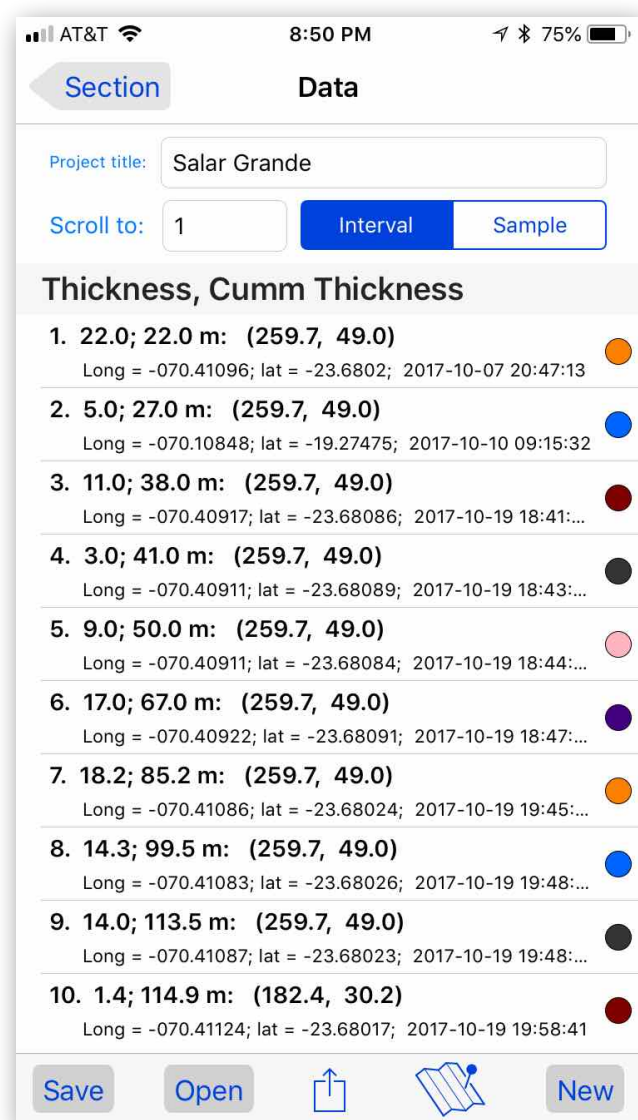 AT&T 8:50 PM 75%
Section Data
Project title: Salar Grande
Scroll to: 1 Interval Sample
Thickness, Cumm Thickness
1. 22.0; 22.0 m: (259.7, 49.0)
Long = -070.41096; lat = -23.6802; 2017-10-07 20:47:13
2. 5.0; 27.0 m: (259.7, 49.0)
Long = -070.10848; lat = -19.27475; 2017-10-10 09:15:32
3. 11.0; 38.0 m: (259.7, 49.0)
Long = -070.40917; lat = -23.68086; 2017-10-19 18:41:...
4. 3.0; 41.0 m: (259.7, 49.0)
Long = -070.40911; lat = -23.68089; 2017-10-19 18:43:...
5. 9.0; 50.0 m: (259.7, 49.0)
Long = -070.40911; lat = -23.68084; 2017-10-19 18:44:...
6. 17.0; 67.0 m: (259.7, 49.0)
Long = -070.40922; lat = -23.68091; 2017-10-19 18:47:...
7. 18.2; 85.2 m: (259.7, 49.0)
Long = -070.41086; lat = -23.68024; 2017-10-19 19:45:...
8. 14.3; 99.5 m: (259.7, 49.0)
Long = -070.41083; lat = -23.68026; 2017-10-19 19:48:...
9. 14.0; 113.5 m: (259.7, 49.0)
Long = -070.41087; lat = -23.68023; 2017-10-19 19:48:...
10. 1.4; 114.9 m: (182.4, 30.2)
Long = -070.41124; lat = -23.68017; 2017-10-19 19:58:41
Save Open New